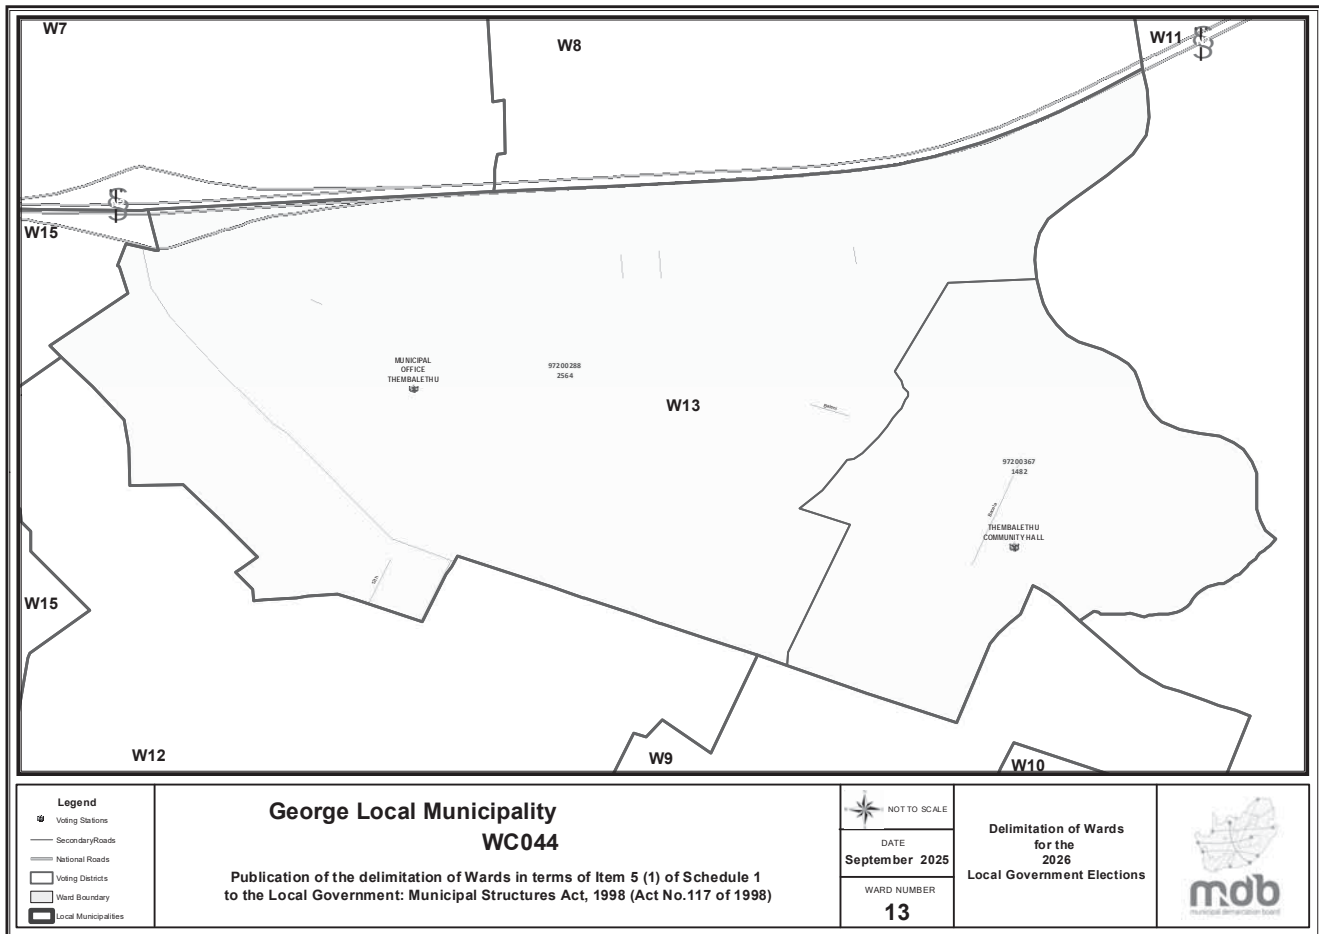 W7
W8
W11
W15
MUNICIPAL
OFFICE
THEMBALETHU
97200288
2564
W13
97200367
1482
THEMBALETHU
COMMUNITY HALL
W15
W12
W9
W10
Legend
Voting Stations
SecondaryRoads
National Roads
Voting Districts
Ward Boundary
Local Municipalities
George Local Municipality
WC044
Publication of the delimitation of Wards in terms of Item 5 (1) of Schedule 1
to the Local Government: Municipal Structures Act, 1998 (Act No.117 of 1998)
NOT TO SCALE
DATE
September 2025
WARD NUMBER
13
Delimitation of Wards
for the
2026
Local Government Elections
mdb
municipal demarcation board